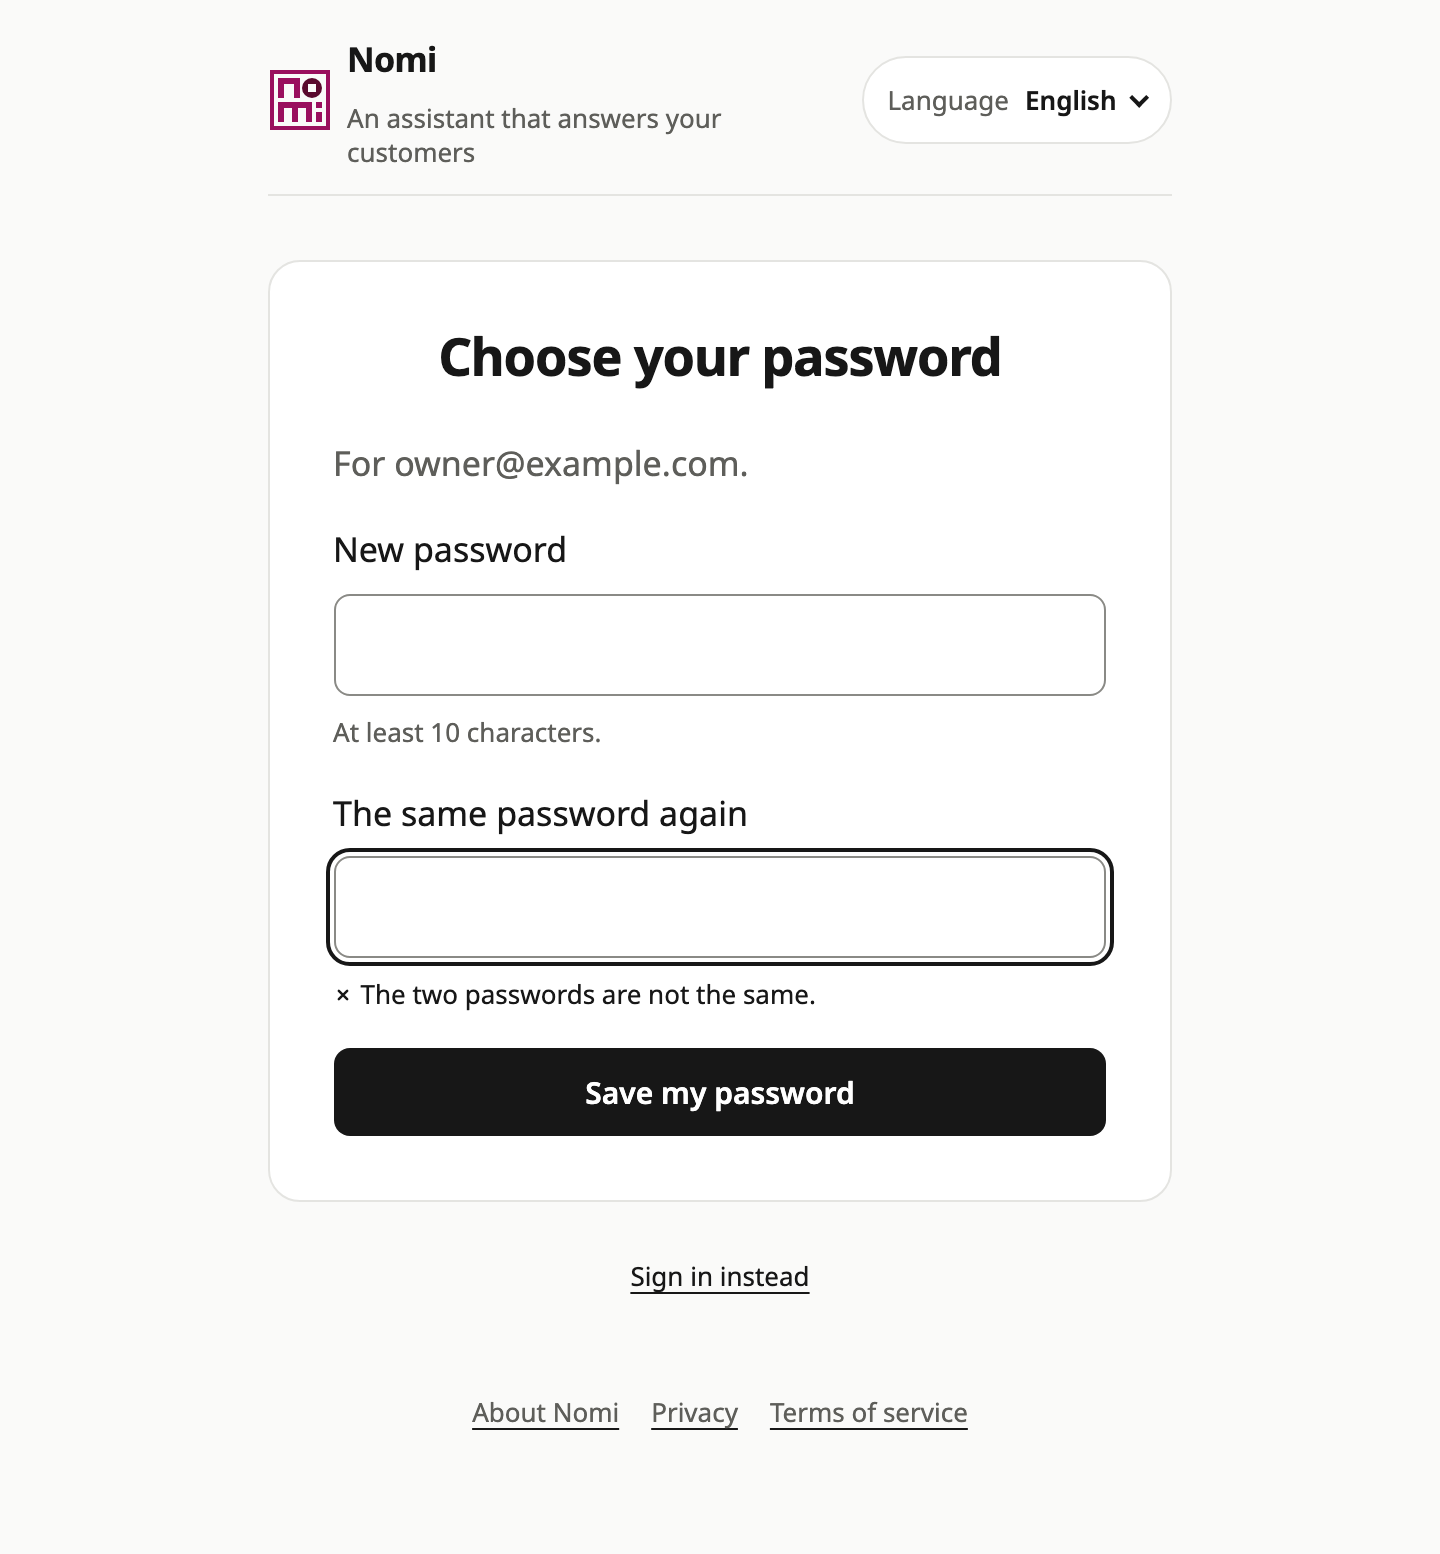 nomi
Nomi
An assistant that answers your
customers
Language English
Choose your password
For owner@example.com.
New password
At least 10 characters.
The same password again
× The two passwords are not the same.
Save my password
Sign in instead
About Nomi Privacy Terms of service